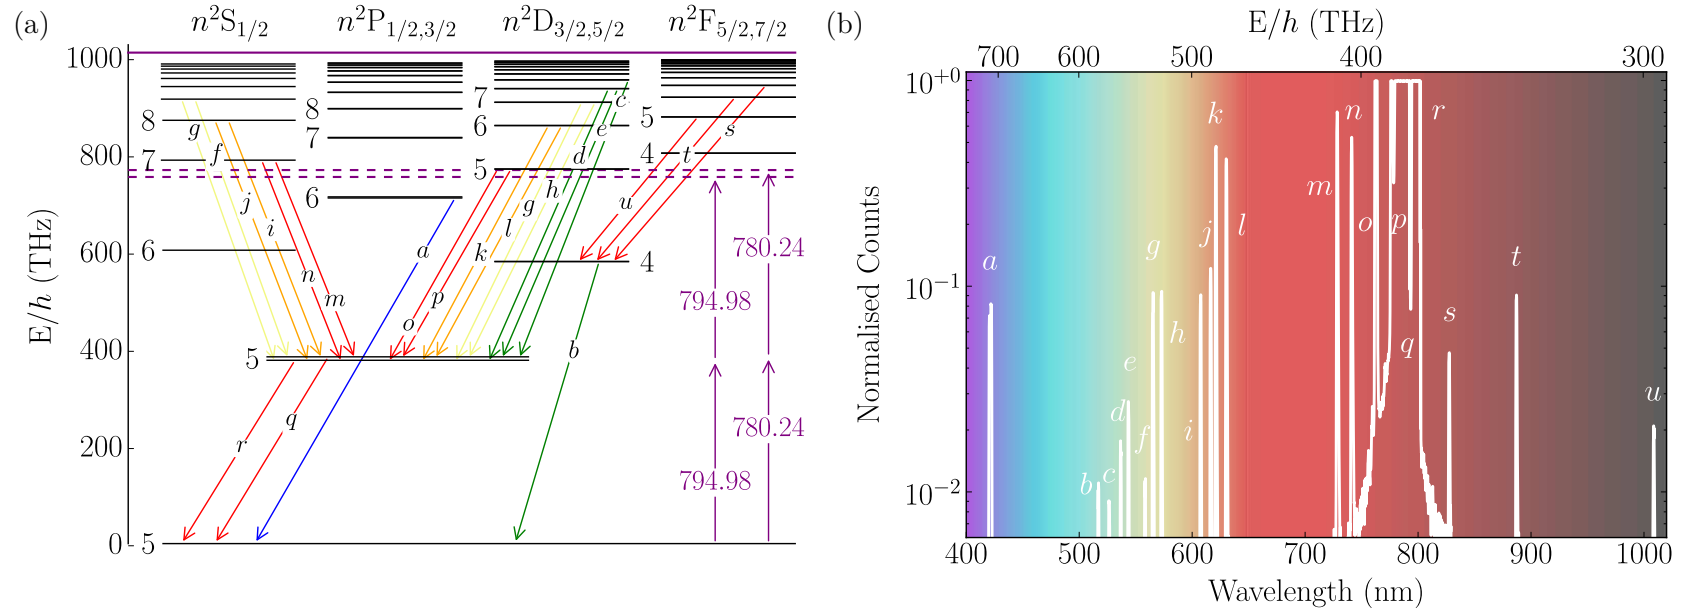 (a)
n²S₁/₂ n²P₁/₂,₃/₂ n²D₃/₂,₅/₂ n²F₅/₂,₇/₂
E/h (THz)
1000
800
600
400
200
0
8
7
6
5
8
7
6
7
6
5
4
5
4
5
g
f
j
i
n
m
a
c
e
d
h
g
l
k
p
o
b
s
t
u
r
q
780.24
794.98
780.24
794.98
(b)
E/h (THz)
700 600 500 400 300
Normalised Counts
10⁺⁰
10⁻¹
10⁻²
a
b
c
d
e
f
g
h
i
j
k
l
m
n
o
p
q
r
s
t
u
400 500 600 700 800 900 1000
Wavelength (nm)